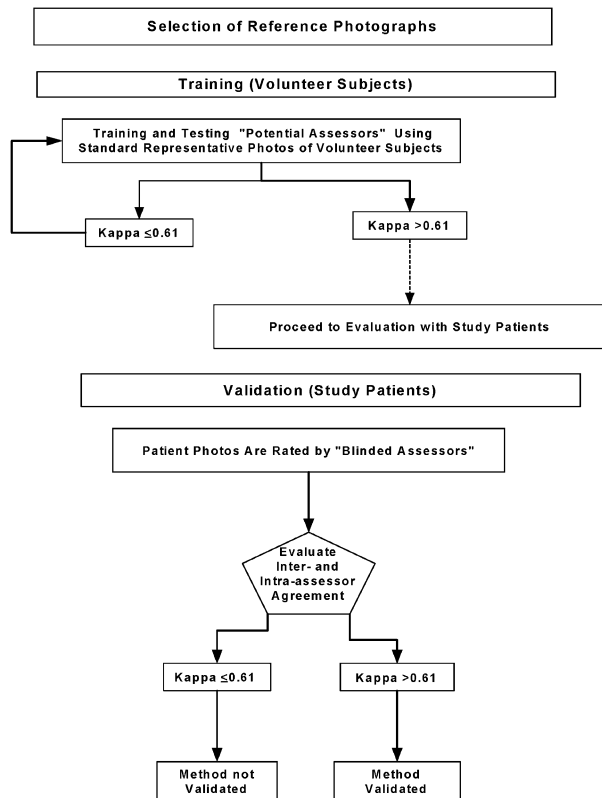 Selection of Reference Photographs
Training (Volunteer Subjects)
Training and Testing "Potential Assessors" Using
Standard Representative Photos of Volunteer Subjects
Kappa ≤0.61
Kappa >0.61
Proceed to Evaluation with Study Patients
Validation (Study Patients)
Patient Photos Are Rated by "Blinded Assessors"
Evaluate
Inter- and
Intra-assessor
Agreement
Kappa ≤0.61
Kappa >0.61
Method not
Validated
Method
Validated